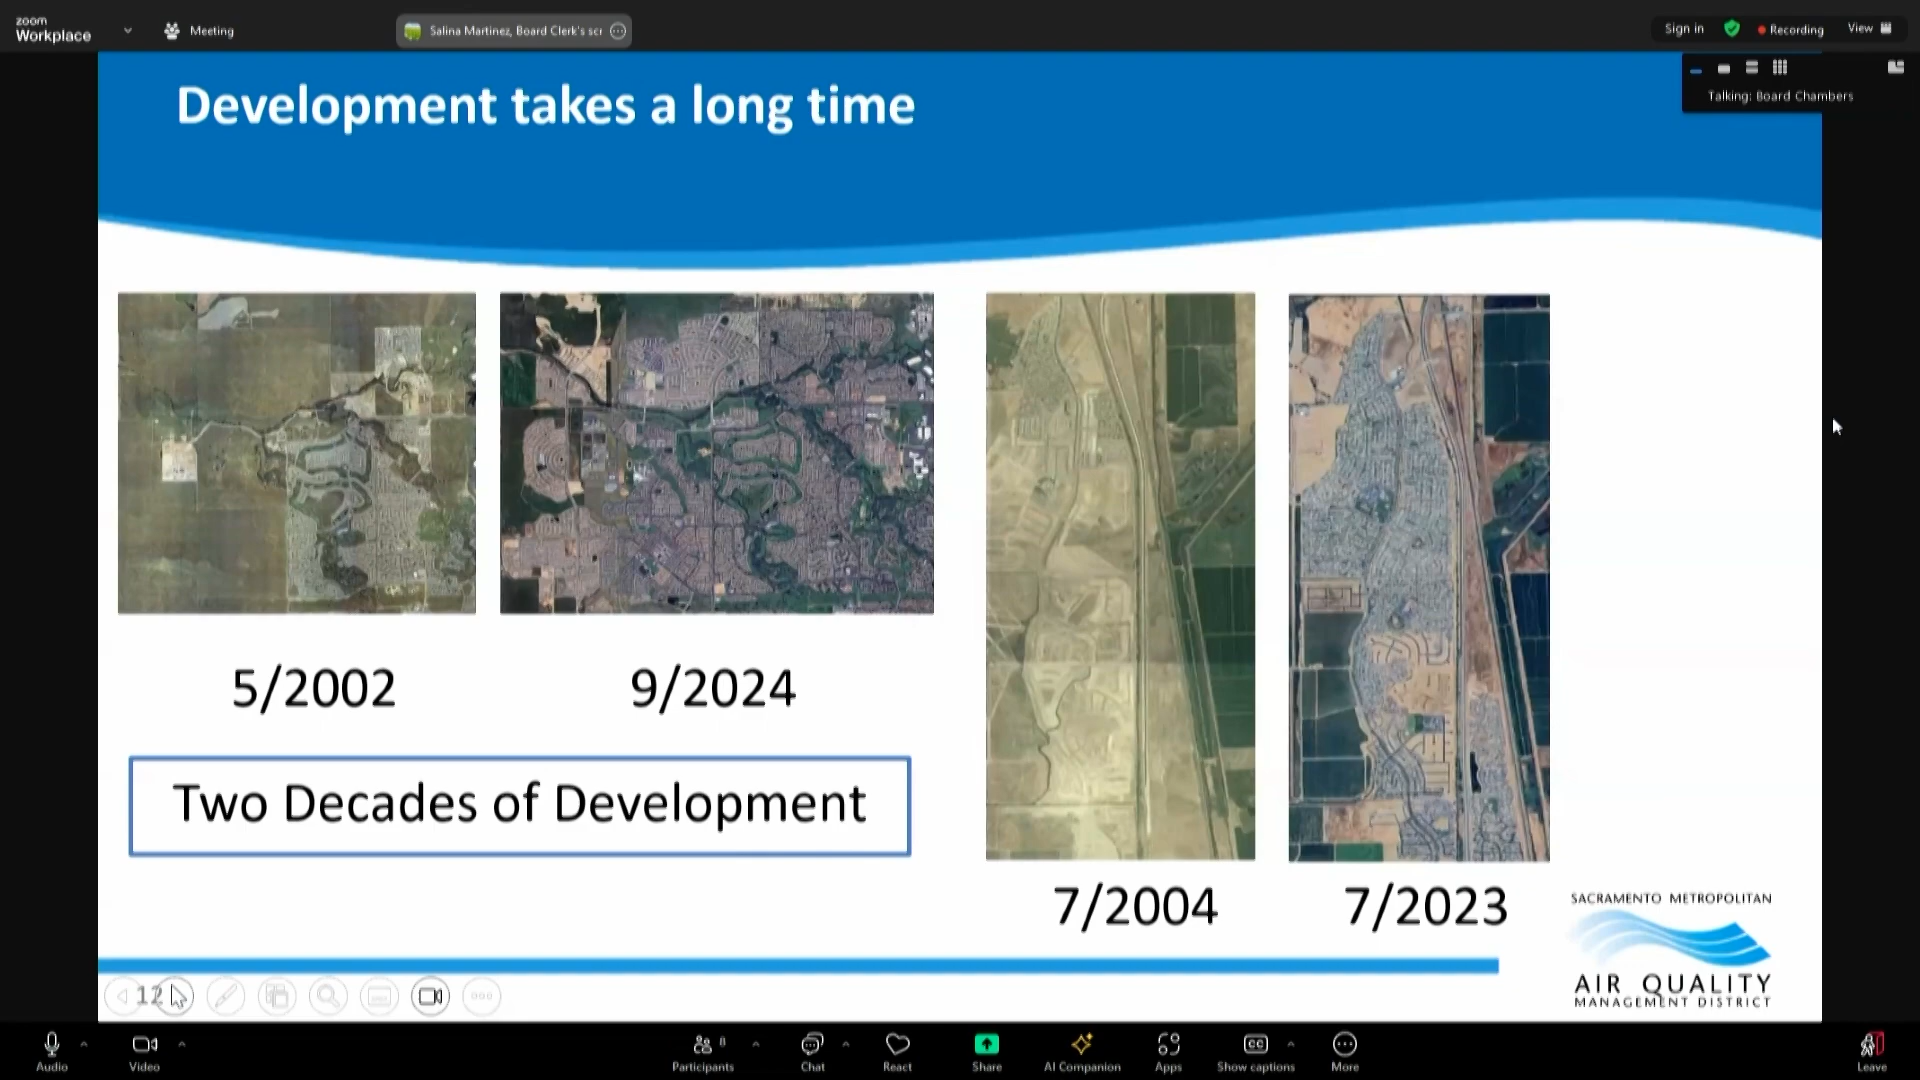 zoom
Workplace
Meeting
Salina Martinez, Board Clerk's scr
Sign in
Recording
View
Talking: Board Chambers
Development takes a long time
5/2002
9/2024
Two Decades of Development
7/2004
7/2023
SACRAMENTO METROPOLITAN
AIR QUALITY
MANAGEMENT DISTRICT
12
Audio
Video
Participants
8
Chat
React
Share
AI Companion
Apps
CC
Show captions
More
Leave